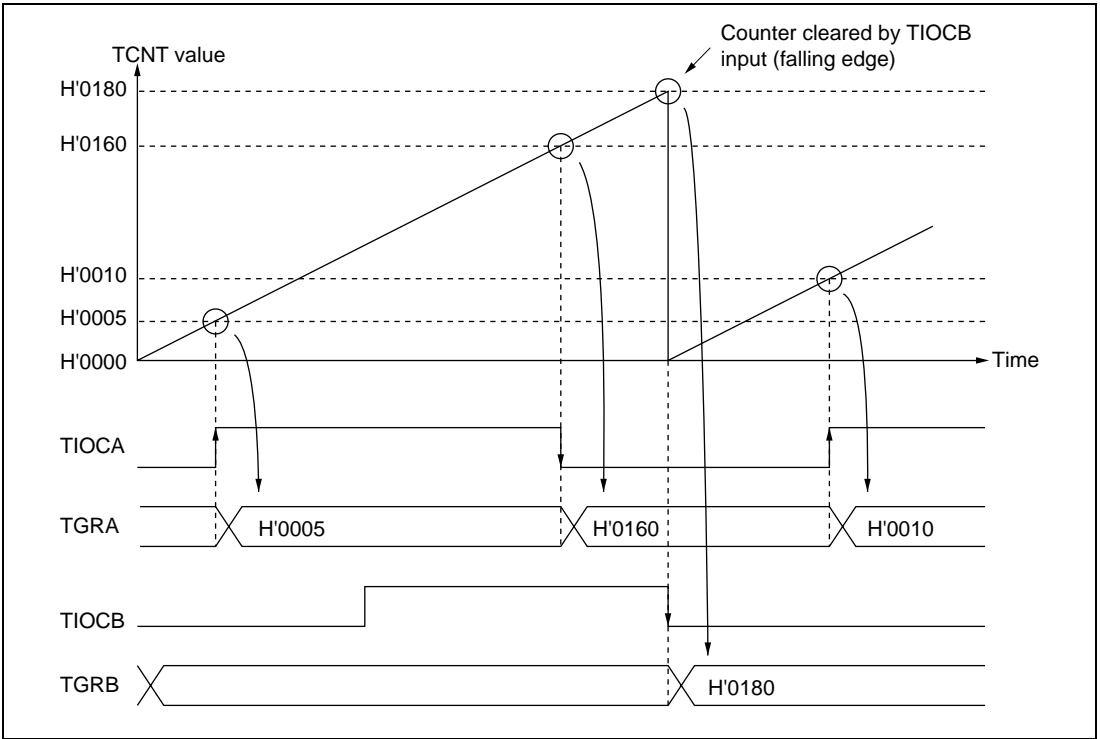 Counter cleared by TIOCB
input (falling edge)
TCNT value
H'0180
H'0160
H'0010
H'0005
H'0000
Time
TIOCA
TGRA
H'0005
H'0160
H'0010
TIOCB
TGRB
H'0180